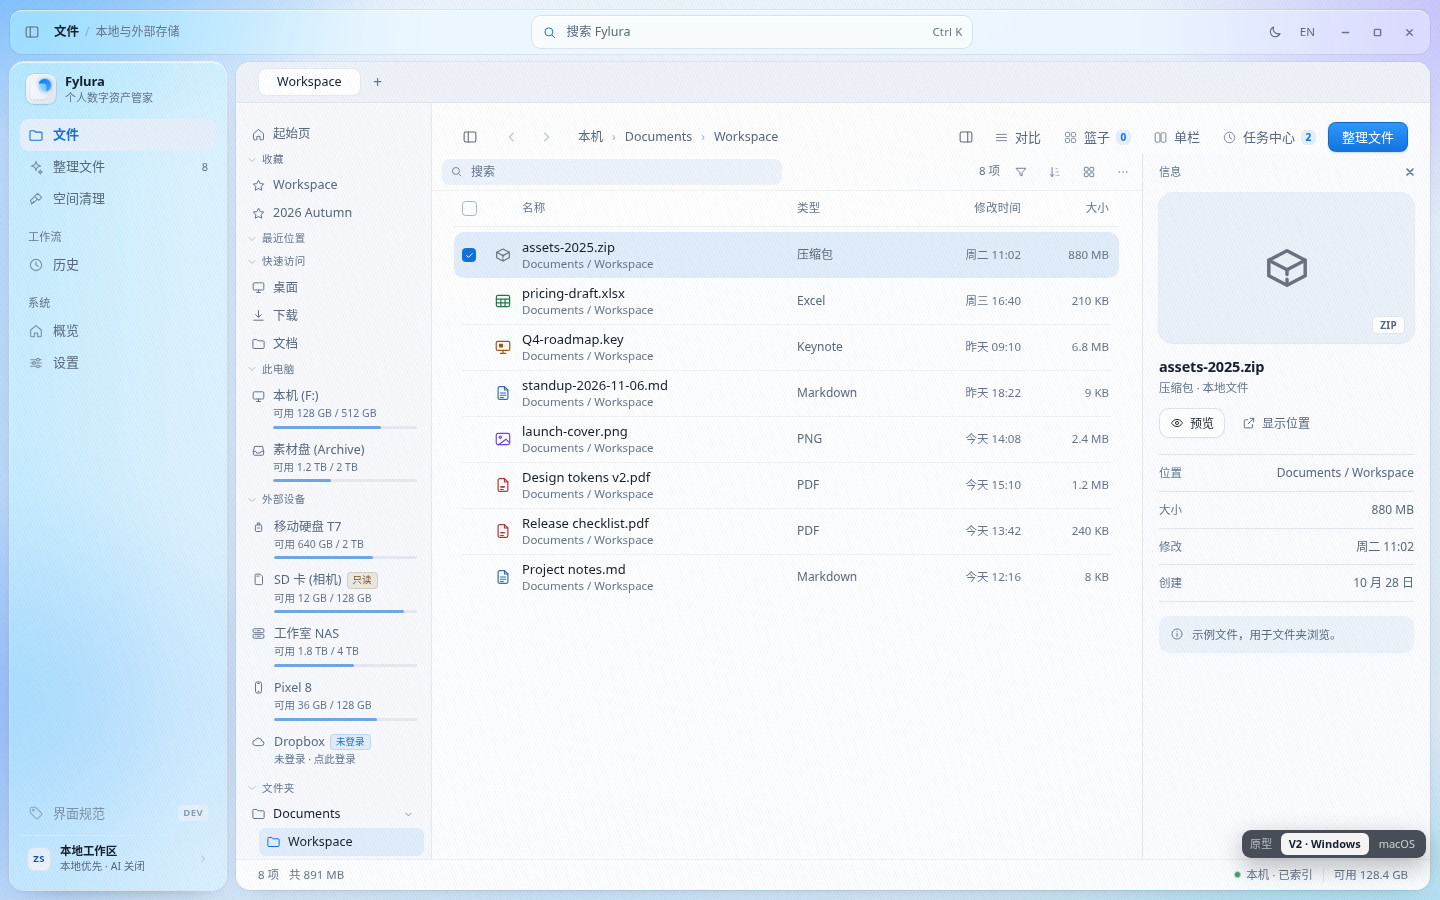 文件 / 本地与外部存储
搜索 Fylura
Ctrl K
EN
Fylura
个人数字资产管家
文件
整理文件 8
空间清理
工作流
历史
系统
概览
设置
界面规范 DEV
ZS
本地工作区
本地优先 · AI 关闭
Workspace +
起始页
收藏
Workspace
2026 Autumn
最近位置
快速访问
桌面
下载
文档
此电脑
本机 (F:)
可用 128 GB / 512 GB
素材盘 (Archive)
可用 1.2 TB / 2 TB
外部设备
移动硬盘 T7
可用 640 GB / 2 TB
SD 卡 (相机) 只读
可用 12 GB / 128 GB
工作室 NAS
可用 1.8 TB / 4 TB
Pixel 8
可用 36 GB / 128 GB
Dropbox 未登录
未登录 · 点此登录
文件夹
Documents
Workspace
本机 › Documents › Workspace
对比
篮子 0
单栏
任务中心 2
整理文件
搜索
8 项
名称 类型 修改时间 大小
assets-2025.zip
Documents / Workspace
压缩包 周二 11:02 880 MB
pricing-draft.xlsx
Documents / Workspace
Excel 周三 16:40 210 KB
Q4-roadmap.key
Documents / Workspace
Keynote 昨天 09:10 6.8 MB
standup-2026-11-06.md
Documents / Workspace
Markdown 昨天 18:22 9 KB
launch-cover.png
Documents / Workspace
PNG 今天 14:08 2.4 MB
Design tokens v2.pdf
Documents / Workspace
PDF 今天 15:10 1.2 MB
Release checklist.pdf
Documents / Workspace
PDF 今天 13:42 240 KB
Project notes.md
Documents / Workspace
Markdown 今天 12:16 8 KB
信息
ZIP
assets-2025.zip
压缩包 · 本地文件
预览 显示位置
位置 Documents / Workspace
大小 880 MB
修改 周二 11:02
创建 10 月 28 日
示例文件，用于文件夹浏览。
原型 V2 · Windows macOS
8 项 共 891 MB
本机 · 已索引 可用 128.4 GB